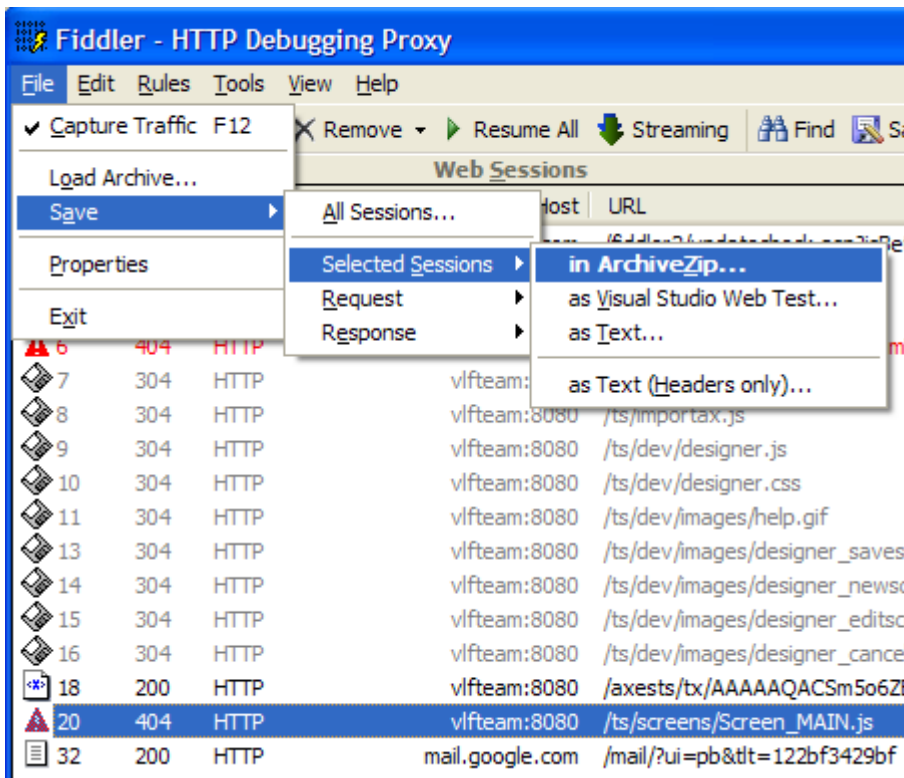 Fiddler - HTTP Debugging Proxy
File Edit Rules Tools View Help
Capture Traffic F12 Remove Resume All Streaming Find
Load Archive... Web Sessions
Save All Sessions... Host URL
Properties Selected Sessions in ArchiveZip...
Request as Visual Studio Web Test...
Exit Response as Text...
6 404 HTTP
7 304 HTTP vlfteam: as Text (Headers only)...
8 304 HTTP vlfteam:8080 /ts/importax.js
9 304 HTTP vlfteam:8080 /ts/dev/designer.js
10 304 HTTP vlfteam:8080 /ts/dev/designer.css
11 304 HTTP vlfteam:8080 /ts/dev/images/help.gif
13 304 HTTP vlfteam:8080 /ts/dev/images/designer_saves
14 304 HTTP vlfteam:8080 /ts/dev/images/designer_newsc
15 304 HTTP vlfteam:8080 /ts/dev/images/designer_editsc
16 304 HTTP vlfteam:8080 /ts/dev/images/designer_cance
18 200 HTTP vlfteam:8080 /axests/tx/AAAAAQACSm5o6ZE
20 404 HTTP vlfteam:8080 /ts/screens/Screen_MAIN.js
32 200 HTTP mail.google.com /mail/?ui=pb&tlt=122bf3429bf